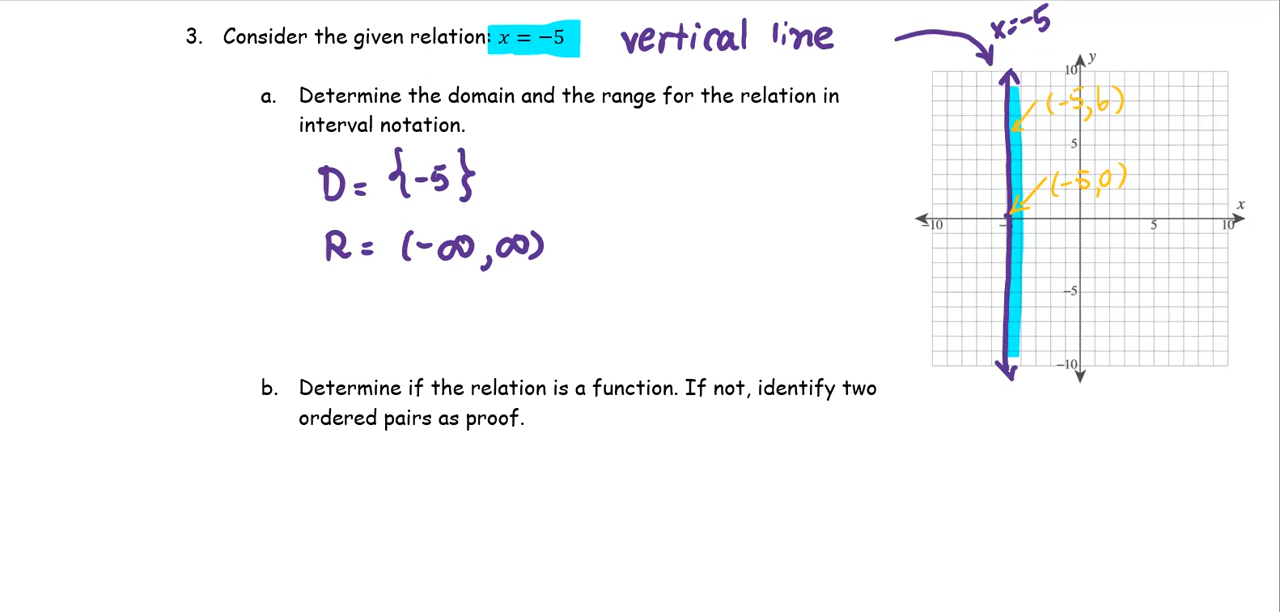 3. Consider the given relation: x = −5 vertical line
x=-5
a. Determine the domain and the range for the relation in
interval notation.
D = {-5}
R = (-∞,∞)
b. Determine if the relation is a function. If not, identify two
ordered pairs as proof.
y
10
(-5,6)
5
(-5,0)
x
−10
5
10
−5
−10